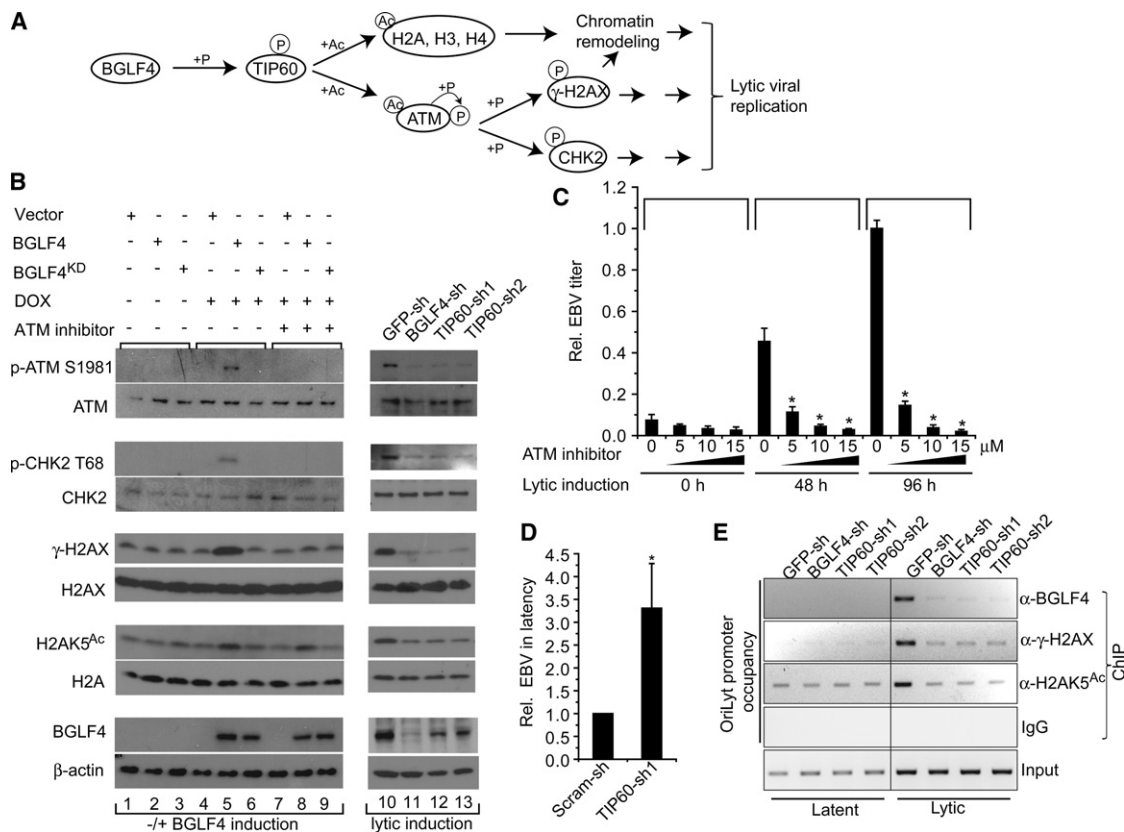 A
BGLF4
+P
P
TIP60
+Ac
+Ac
Ac
H2A, H3, H4
Chromatin
remodeling
Ac
ATM
+P
P
+P
+P
P
γ-H2AX
P
CHK2
Lytic viral
replication
B
Vector + - - + - - + - -
BGLF4 - + - - + - - + -
BGLF4KD - - + - - + - - +
DOX - - - + + + + + +
ATM inhibitor - - - - - - + + +
GFP-sh
BGLF4-sh
TIP60-sh1
TIP60-sh2
p-ATM S1981
ATM
p-CHK2 T68
CHK2
γ-H2AX
H2AX
H2AK5Ac
H2A
BGLF4
β-actin
1 2 3 4 5 6 7 8 9 10 11 12 13
-/+ BGLF4 induction
lytic induction
C
Rel. EBV titer
1.2
1.0
0.8
0.6
0.4
0.2
0.0
* * * * * *
0 5 10 15 0 5 10 15 0 5 10 15 μM
ATM inhibitor
Lytic induction 0 h 48 h 96 h
D
Rel. EBV in latency
4.5
4.0
3.5
3.0
2.5
2.0
1.5
1.0
0.5
0.0
*
Scram-sh
TIP60-sh1
E
GFP-sh
BGLF4-sh
TIP60-sh1
TIP60-sh2
GFP-sh
BGLF4-sh
TIP60-sh1
TIP60-sh2
OriLyt promoter
occupancy
α-BGLF4
α-γ-H2AX
α-H2AK5Ac
IgG
Input
ChIP
Latent
Lytic